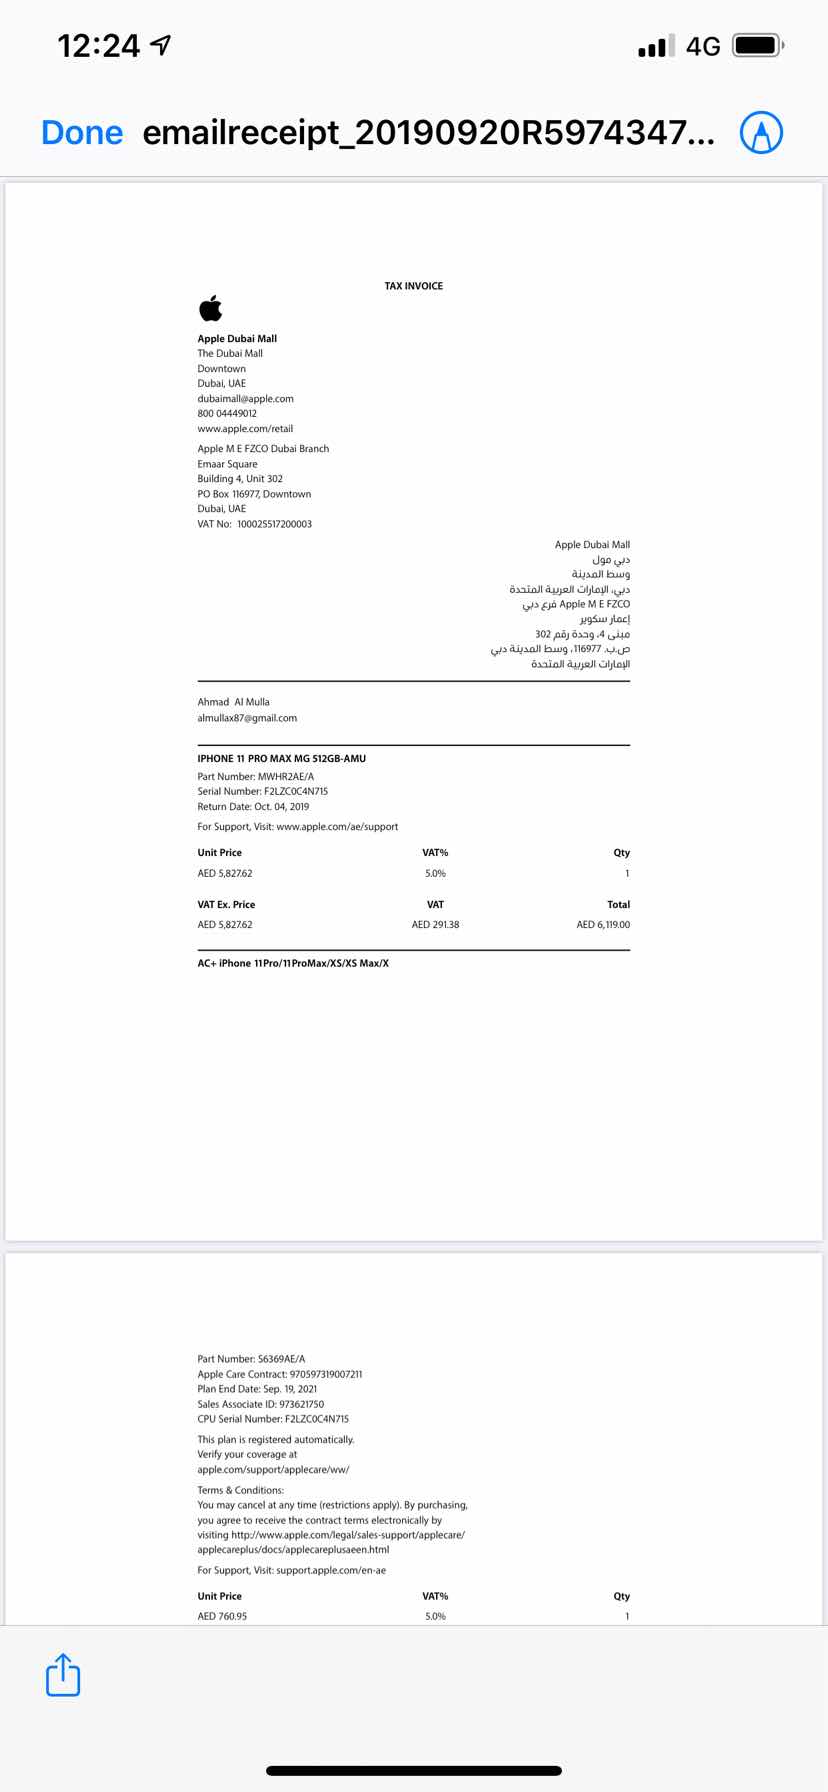 12:24
4G
Done
emailreceipt_20190920R5974347...
TAX INVOICE
Apple Dubai Mall
The Dubai Mall
Downtown
Dubai, UAE
dubaimall@apple.com
800 04449012
www.apple.com/retail
Apple M E FZCO Dubai Branch
Emaar Square
Building 4, Unit 302
PO Box 116977, Downtown
Dubai, UAE
VAT No: 100025517200003
Apple Dubai Mall
دبي مول
وسط المدينة
دبي، الإمارات العربية المتحدة
Apple M E FZCO فرع دبي
إعمار سكوير
مبنى 4، وحدة رقم 302
ص.ب. 116977، وسط المدينة دبي
الإمارات العربية المتحدة
Ahmad Al Mulla
almullax87@gmail.com
IPHONE 11 PRO MAX MG 512GB-AMU
Part Number: MWHR2AE/A
Serial Number: F2LZC0C4N715
Return Date: Oct. 04, 2019
For Support, Visit: www.apple.com/ae/support
Unit Price VAT% Qty
AED 5,827.62 5.0% 1
VAT Ex. Price VAT Total
AED 5,827.62 AED 291.38 AED 6,119.00
AC+ iPhone 11Pro/11ProMax/XS/XS Max/X
Part Number: S6369AE/A
Apple Care Contract: 970597319007211
Plan End Date: Sep. 19, 2021
Sales Associate ID: 973621750
CPU Serial Number: F2LZC0C4N715
This plan is registered automatically.
Verify your coverage at
apple.com/support/applecare/ww/
Terms & Conditions:
You may cancel at any time (restrictions apply). By purchasing,
you agree to receive the contract terms electronically by
visiting http://www.apple.com/legal/sales-support/applecare/
applecareplus/docs/applecareplusaeen.html
For Support, Visit: support.apple.com/en-ae
Unit Price VAT% Qty
AED 760.95 5.0% 1